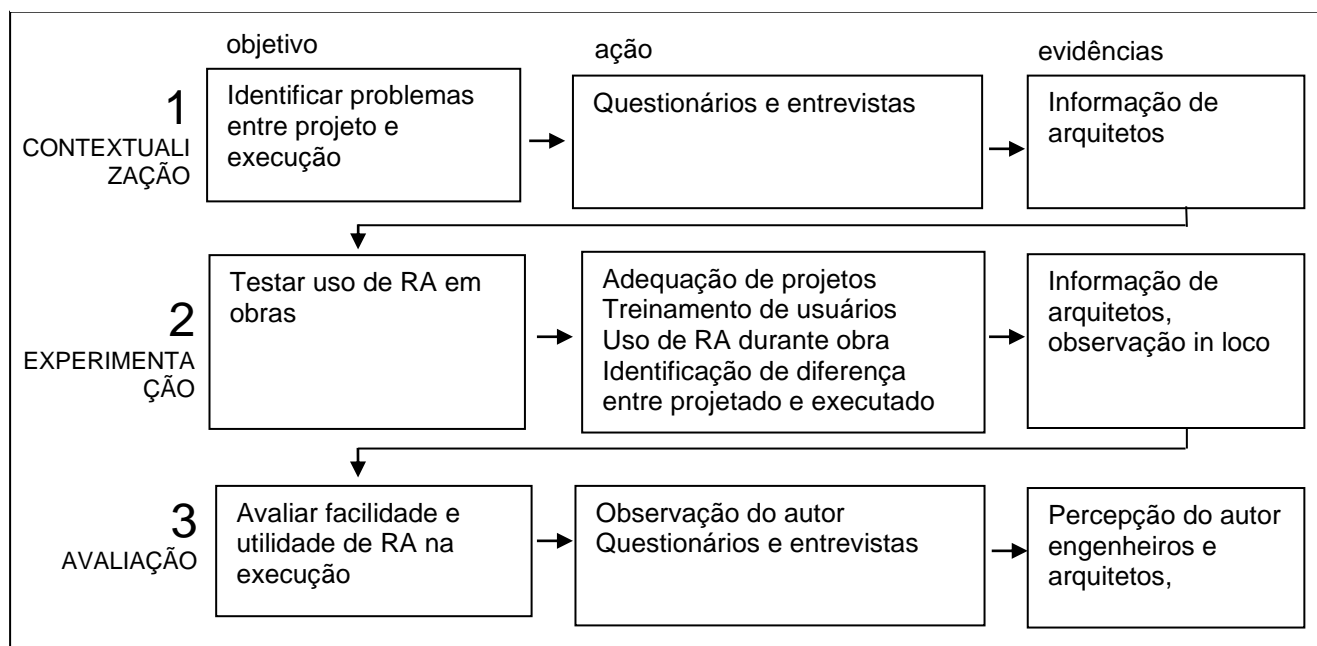 objetivo
ação
evidências
1
CONTEXTUALI
ZAÇÃO
Identificar problemas
entre projeto e
execução
Questionários e entrevistas
Informação de
arquitetos
2
EXPERIMENTA
ÇÃO
Testar uso de RA em
obras
Adequação de projetos
Treinamento de usuários
Uso de RA durante obra
Identificação de diferença
entre projetado e executado
Informação de
arquitetos,
observação in loco
3
AVALIAÇÃO
Avaliar facilidade e
utilidade de RA na
execução
Observação do autor
Questionários e entrevistas
Percepção do autor
engenheiros e
arquitetos,